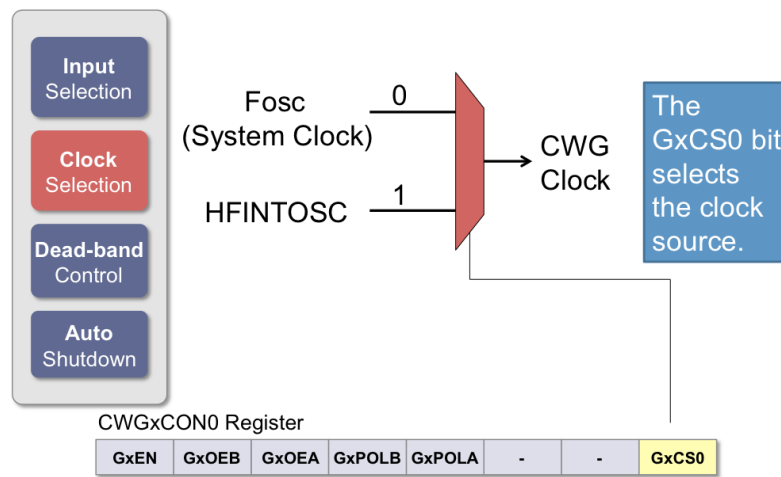 Input
Selection
Clock
Selection
Dead-band
Control
Auto
Shutdown
Fosc
(System Clock)
0
HFINTOSC
1
CWG
Clock
The
GxCS0 bit
selects
the clock
source.
CWGxCON0 Register
GxEN GxOEB GxOEA GxPOLB GxPOLA - - GxCS0